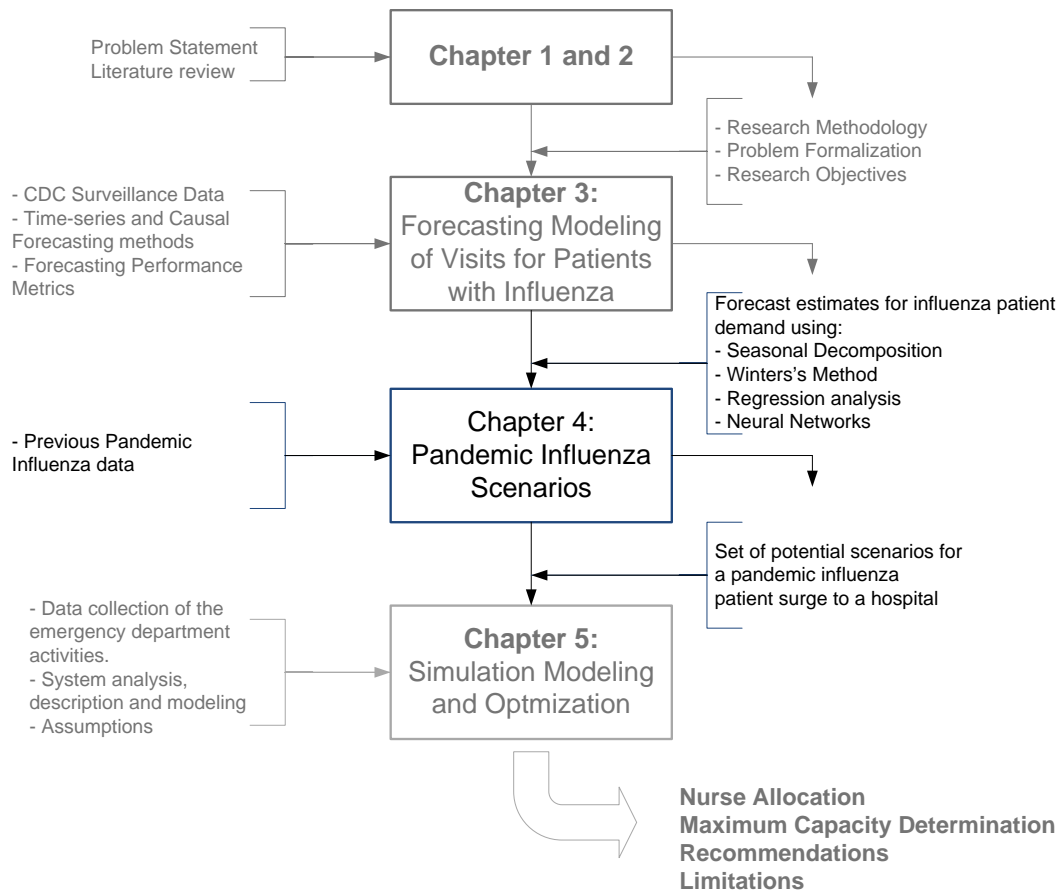 Problem Statement
Literature review
Chapter 1 and 2
- Research Methodology
- Problem Formalization
- Research Objectives
- CDC Surveillance Data
- Time-series and Causal
Forecasting methods
- Forecasting Performance
Metrics
Chapter 3:
Forecasting Modeling
of Visits for Patients
with Influenza
Forecast estimates for influenza patient
demand using:
- Seasonal Decomposition
- Winters's Method
- Regression analysis
- Neural Networks
- Previous Pandemic
Influenza data
Chapter 4:
Pandemic Influenza
Scenarios
Set of potential scenarios for
a pandemic influenza
patient surge to a hospital
- Data collection of the
emergency department
activities.
- System analysis,
description and modeling
- Assumptions
Chapter 5:
Simulation Modeling
and Optmization
Nurse Allocation
Maximum Capacity Determination
Recommendations
Limitations